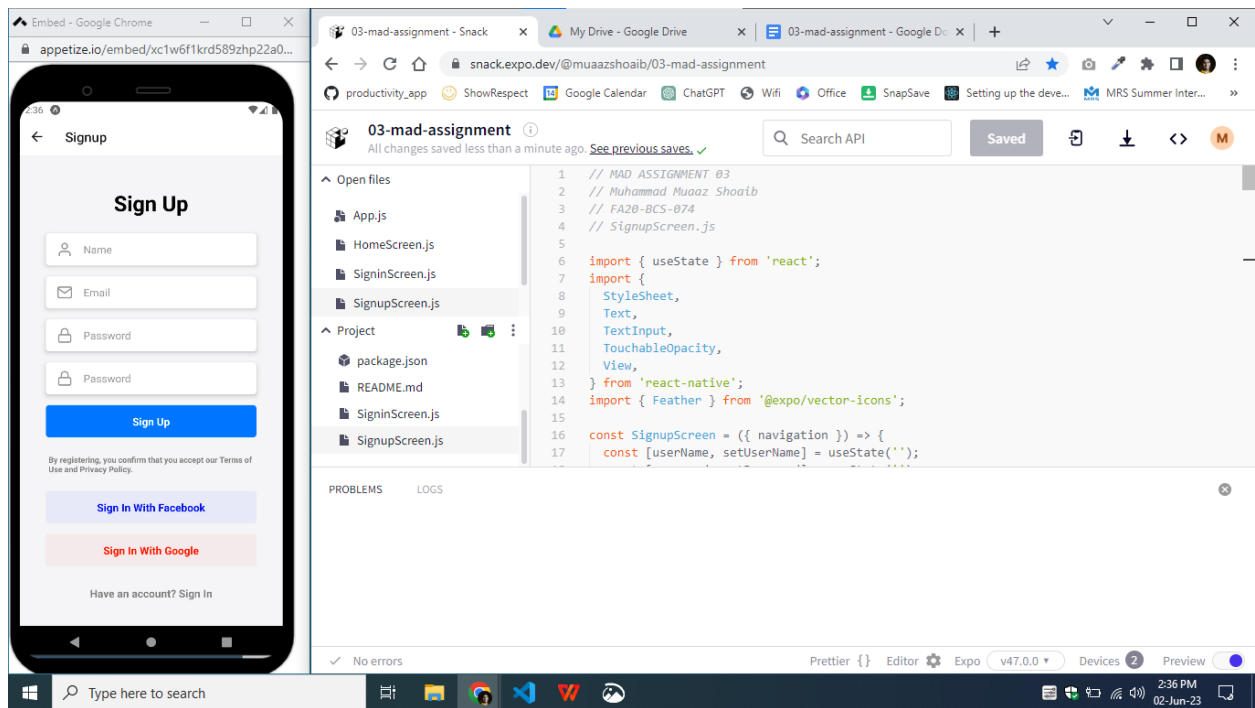 Embed - Google Chrome
appetize.io/embed/xc1w6f1krd589zhp22a0...
2:36
Signup
Sign Up
Name
Email
Password
Password
Sign Up
By registering, you confirm that you accept our Terms of
Use and Privacy Policy.
Sign In With Facebook
Sign In With Google
Have an account? Sign In
03-mad-assignment - Snack
My Drive - Google Drive
03-mad-assignment - Google Do
snack.expo.dev/@muaazshoaib/03-mad-assignment
productivity_app
ShowRespect
14
Google Calendar
ChatGPT
Wifi
Office
SnapSave
Setting up the deve...
MRS
MRS Summer Inter...
»
03-mad-assignment
All changes saved less than a minute ago. See previous saves.
Search API
Saved
M
Open files
App.js
HomeScreen.js
SigninScreen.js
SignupScreen.js
Project
package.json
README.md
SigninScreen.js
SignupScreen.js
1 // MAD ASSIGNMENT 03
2 // Muhammad Muaaz Shoaib
3 // FA20-BCS-074
4 // SignupScreen.js
5
6 import { useState } from 'react';
7 import {
8 StyleSheet,
9 Text,
10 TextInput,
11 TouchableOpacity,
12 View,
13 } from 'react-native';
14 import { Feather } from '@expo/vector-icons';
15
16 const SignupScreen = ({ navigation }) => {
17 const [userName, setUserName] = useState('');
PROBLEMS
LOGS
No errors
Prettier { }
Editor
Expo
v47.0.0
Devices 2
Preview
Type here to search
2:36 PM
02-Jun-23